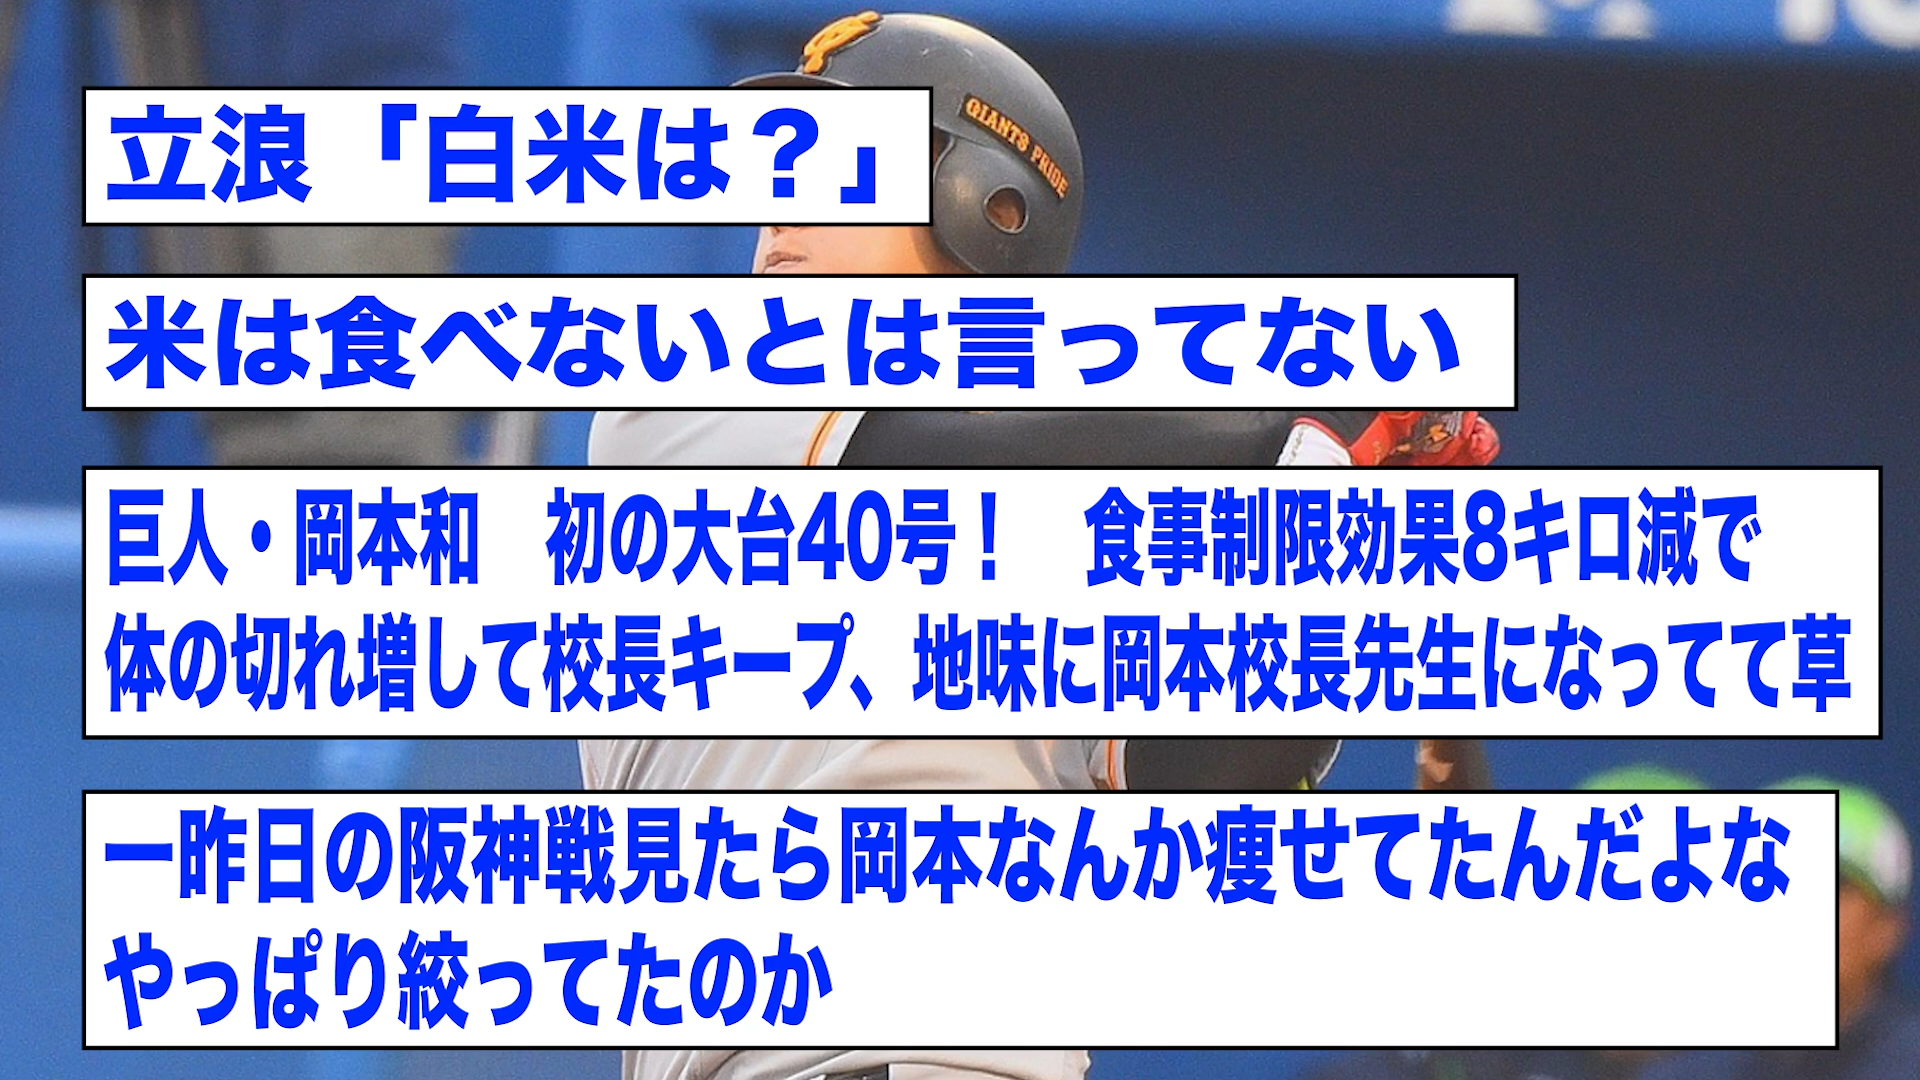 GIANTS PRIDE
立浪「白米は？」
米は食べないとは言ってない
巨人・岡本和　初の大台40号！　食事制限効果8キロ減で
体の切れ増して校長キープ、地味に岡本校長先生になってて草
一昨日の阪神戦見たら岡本なんか痩せてたんだよな
やっぱり絞ってたのか